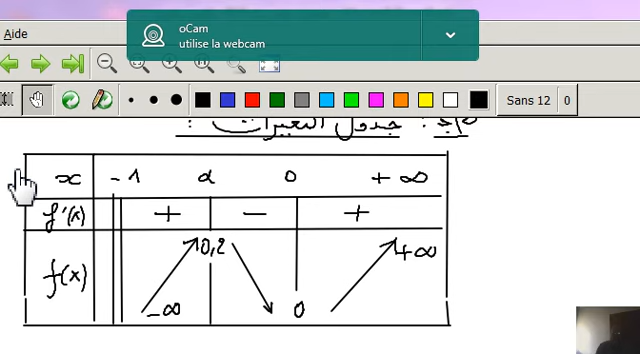 oCam
utilise la webcam
Aide
Sans 12 0
جدول التغيرات :
x -1 α 0 +∞
f'(x) + - +
f(x) -∞ 0,2 0 +∞